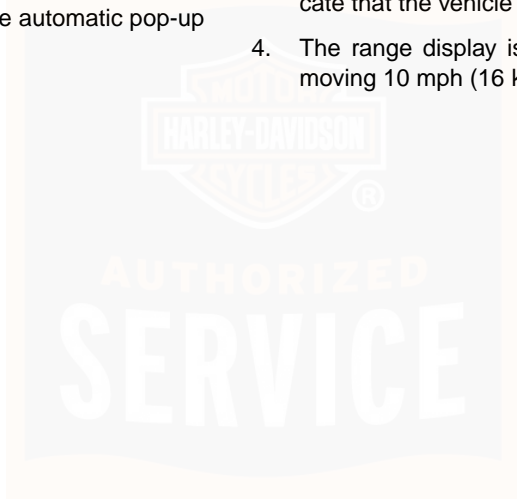 e automatic pop-up
cate that the vehicle
4. The range display is
moving 10 mph (16 k
MOTOR
HARLEY-DAVIDSON
CYCLES
®
AUTHORIZED
SERVICE